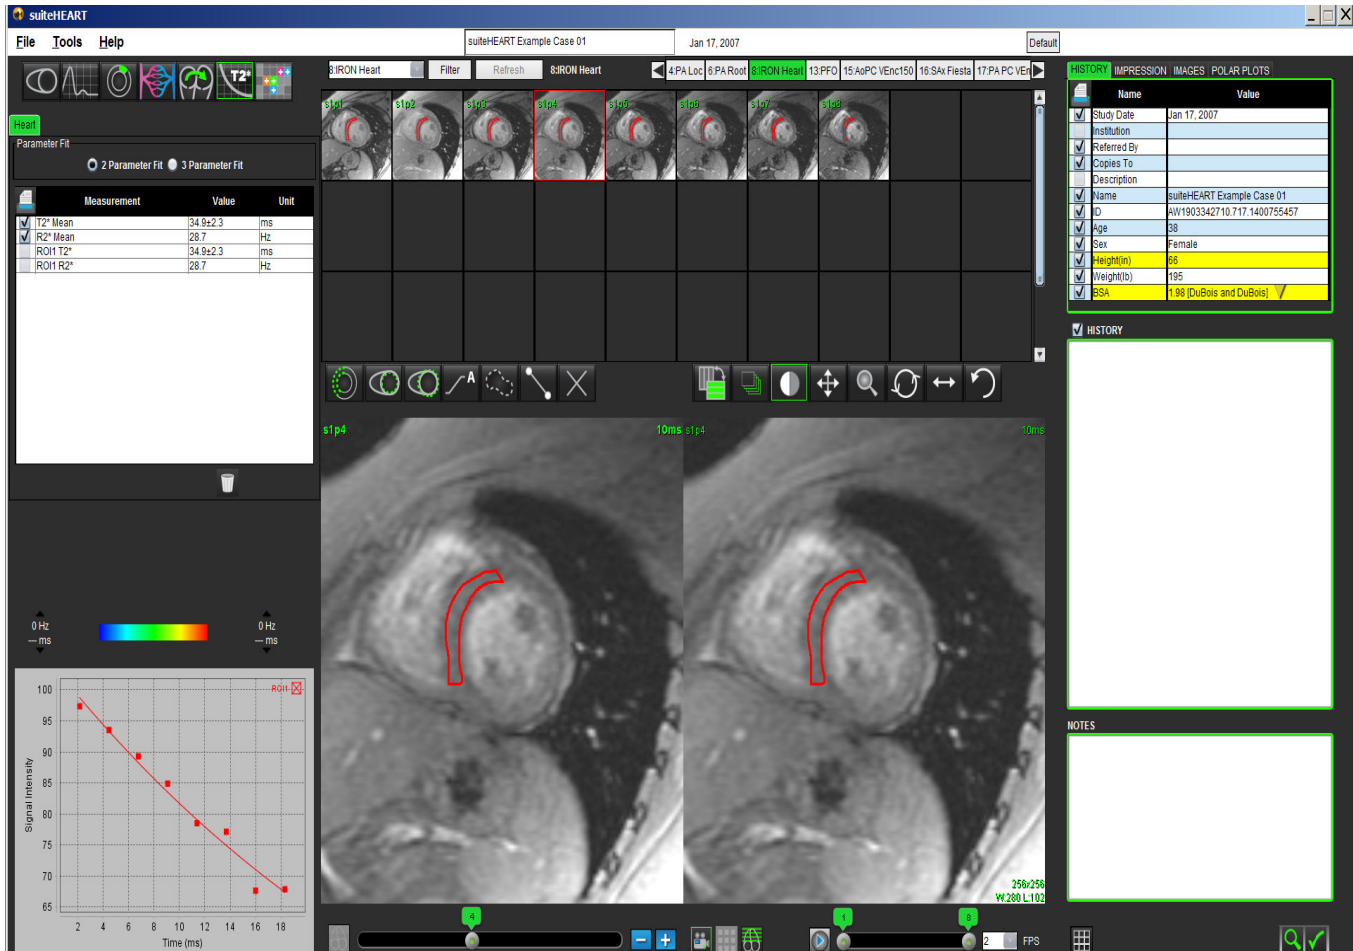 suiteHEART
File Tools Help
suiteHEART Example Case 01
Jan 17, 2007
Default
T2*
8:IRON Heart
Filter
Refresh
8:IRON Heart
4:PA Loc
6:PA Root
8:IRON Heart
13:PFO
15:AoPC VEnc150
16:SAx Fiesta
17:PA PC VEn
HISTORY IMPRESSION IMAGES POLAR PLOTS
Heart
Parameter Fit
2 Parameter Fit 3 Parameter Fit
Measurement Value Unit
T2* Mean 34.9±2.3 ms
R2* Mean 28.7 Hz
ROI1 T2* 34.9±2.3 ms
ROI1 R2* 28.7 Hz
s1p1 s1p2 s1p3 s1p4 s1p5 s1p6 s1p7 s1p8
Name Value
Study Date Jan 17, 2007
Institution
Referred By
Copies To
Description
Name suiteHEART Example Case 01
ID AW1903342710.717.1400755457
Age 38
Sex Female
Height(in) 66
Weight(lb) 195
BSA 1.98 [DuBois and DuBois]
HISTORY
A
s1p4 10ms
s1p4 10ms
256x256
W:280 L:102
0 Hz
--- ms
0 Hz
--- ms
ROI1
100
95
90
85
80
75
70
65
Signal Intensity
2 4 6 8 10 12 14 16 18
Time (ms)
NOTES
4
1 8
2 FPS